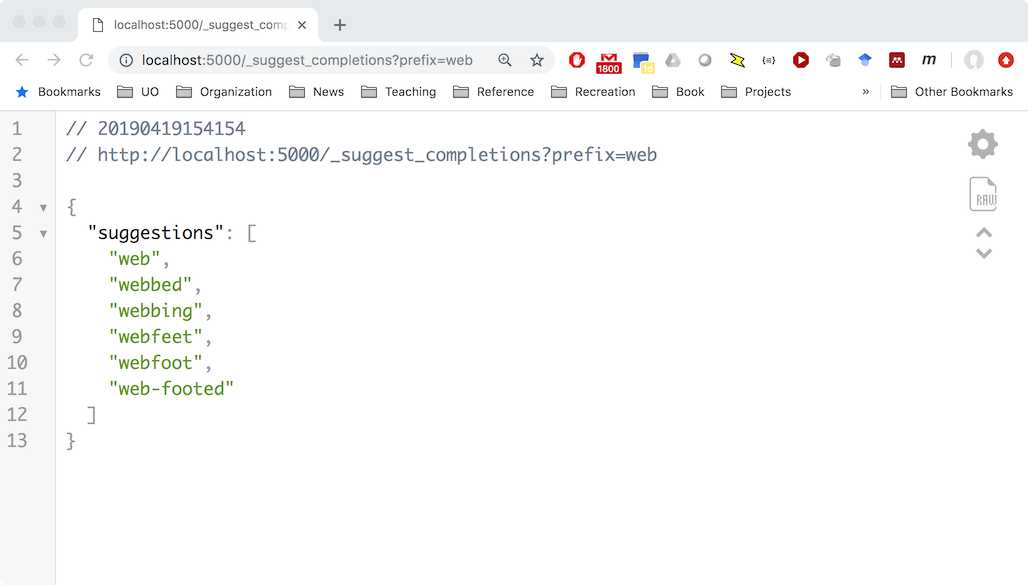 localhost:5000/_suggest_comp
localhost:5000/_suggest_completions?prefix=web
1800
1d
{≡}
m
Bookmarks UO Organization News Teaching Reference Recreation Book Projects » Other Bookmarks
1 // 20190419154154
2 // http://localhost:5000/_suggest_completions?prefix=web
3
4 {
5 "suggestions": [
6 "web",
7 "webbed",
8 "webbing",
9 "webfeet",
10 "webfoot",
11 "web-footed"
12 ]
13 }
RAW